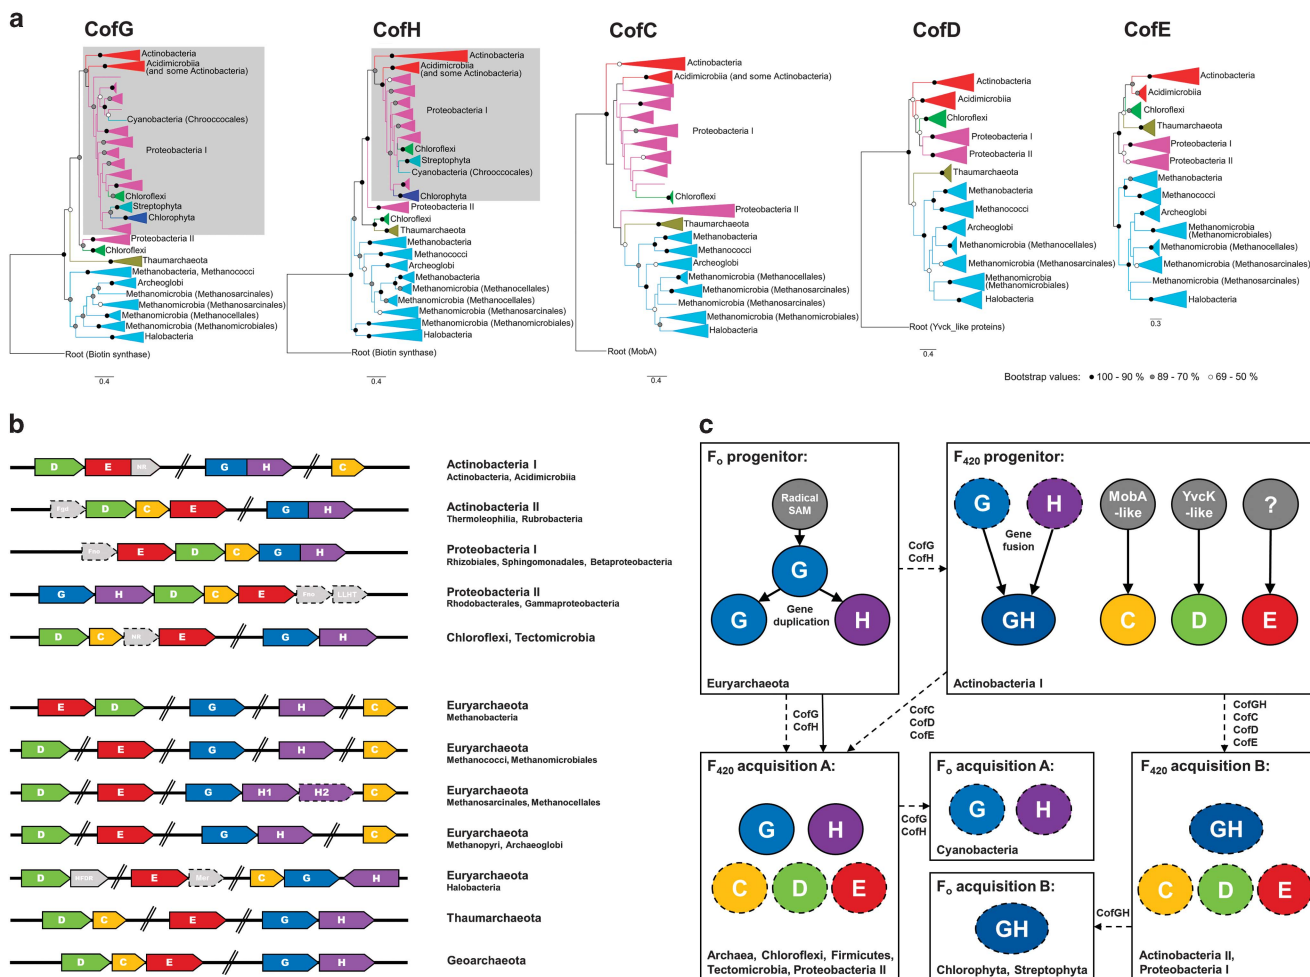 a
CofG
Actinobacteria
Acidimicrobiia
(and some Actinobacteria)
Cyanobacteria (Chroococcales)
Proteobacteria I
Chloroflexi
Streptophyta
Chlorophyta
Proteobacteria II
Chloroflexi
Thaumarchaeota
Methanobacteria, Methanococci
Archeoglobi
Methanomicrobia (Methanosarcinales)
Methanomicrobia (Methanosarcinales)
Methanomicrobia (Methanocellales)
Methanomicrobia (Methanomicrobiales)
Halobacteria
Root (Biotin synthase)
0.4
CofH
Actinobacteria
Acidimicrobiia
(and some Actinobacteria)
Proteobacteria I
Chloroflexi
Streptophyta
Cyanobacteria (Chrooccocales)
Chlorophyta
Proteobacteria II
Chloroflexi
Thaumarchaeota
Methanobacteria
Methanococci
Archeoglobi
Methanobacteria
Methanomicrobia (Methanocellales)
Methanomicrobia (Methanocellales)
Methanomicrobia (Methanosarcinales)
Methanomicrobia (Methanomicrobiales)
Halobacteria
Root (Biotin synthase)
0.4
CofC
Actinobacteria
Acidimicrobiia (and some Actinobacteria)
Proteobacteria I
Chloroflexi
Proteobacteria II
Thaumarchaeota
Methanobacteria
Methanococci
Archeoglobi
Methanomicrobia (Methanocellales)
Methanomicrobia (Methanosarcinales)
Methanomicrobia (Methanosarcinales)
Methanomicrobia (Methanomicrobiales)
Halobacteria
Root (MobA)
0.4
CofD
Actinobacteria
Acidimicrobiia
Chloroflexi
Proteobacteria I
Proteobacteria II
Thaumarchaeota
Methanobacteria
Methanococci
Archeoglobi
Methanomicrobia (Methanocellales)
Methanomicrobia (Methanosarcinales)
Methanomicrobia
(Methanomicrobiales)
Halobacteria
Root (Yvck_like proteins)
0.4
CofE
Actinobacteria
Acidimicrobiia
Chloroflexi
Thaumarchaeota
Proteobacteria I
Proteobacteria II
Methanobacteria
Methanococci
Archeoglobi
Methanomicrobia
(Methanomicrobiales)
Methanomicrobia (Methanocellales)
Methanomicrobia (Methanosarcinales)
Methanomicrobia (Methanosarcinales)
Halobacteria
0.3
Bootstrap values: 100 - 90 % 89 - 70 % 69 - 50 %
b
D E NR G H C
Actinobacteria I
Actinobacteria, Acidimicrobiia
Fgd D C E G H
Actinobacteria II
Thermoleophilia, Rubrobacteria
Fno E D C G H
Proteobacteria I
Rhizobiales, Sphingomonadales, Betaproteobacteria
G H D C E Fno LLHT
Proteobacteria II
Rhodobacterales, Gammaproteobacteria
D C NR E G H
Chloroflexi, Tectomicrobia
E D G H C
Euryarchaeota
Methanobacteria
D E G H C
Euryarchaeota
Methanococci, Methanomicrobiales
D E G H1 H2 C
Euryarchaeota
Methanosarcinales, Methanocellales
D E G H C
Euryarchaeota
Methanopyri, Archaeoglobi
D E Mer C G H
Euryarchaeota
Halobacteria
D C E G H
Thaumarchaeota
D C E G H
Geoarchaeota
c
Fo progenitor:
Radical
SAM
G
G H
Gene
duplication
Euryarchaeota
CofG
CofH
F420 progenitor:
G H
Gene
fusion
GH
MobA
-like
YvcK
-like
?
C D E
Actinobacteria I
CofG
CofH
CofC
CofD
CofE
CofGH
CofC
CofD
CofE
F420 acquisition A:
G H
C D E
Archaea, Chloroflexi, Firmicutes,
Tectomicrobia, Proteobacteria II
CofG
CofH
Fo acquisition A:
G H
Cyanobacteria
Fo acquisition B:
GH
Chlorophyta, Streptophyta
CofGH
F420 acquisition B:
GH
C D E
Actinobacteria II,
Proteobacteria I